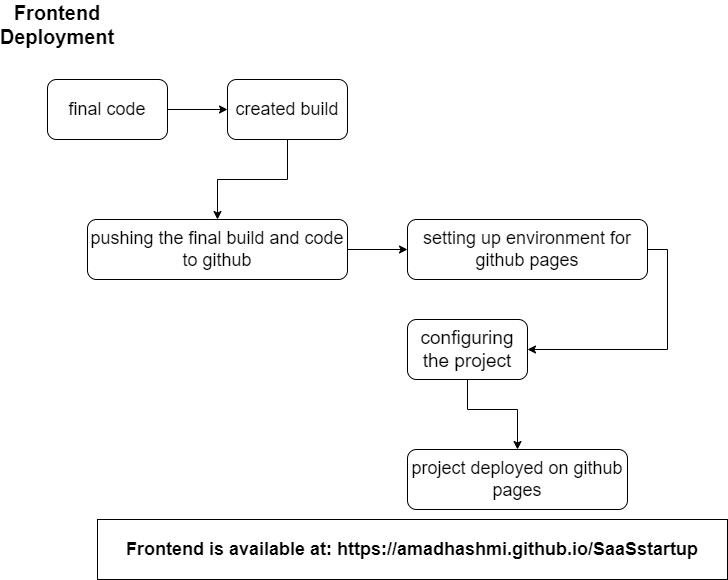 Frontend
Deployment
final code
created build
pushing the final build and code
to github
setting up environment for
github pages
configuring
the project
project deployed on github
pages
Frontend is available at: https://amadhashmi.github.io/SaaSstartup